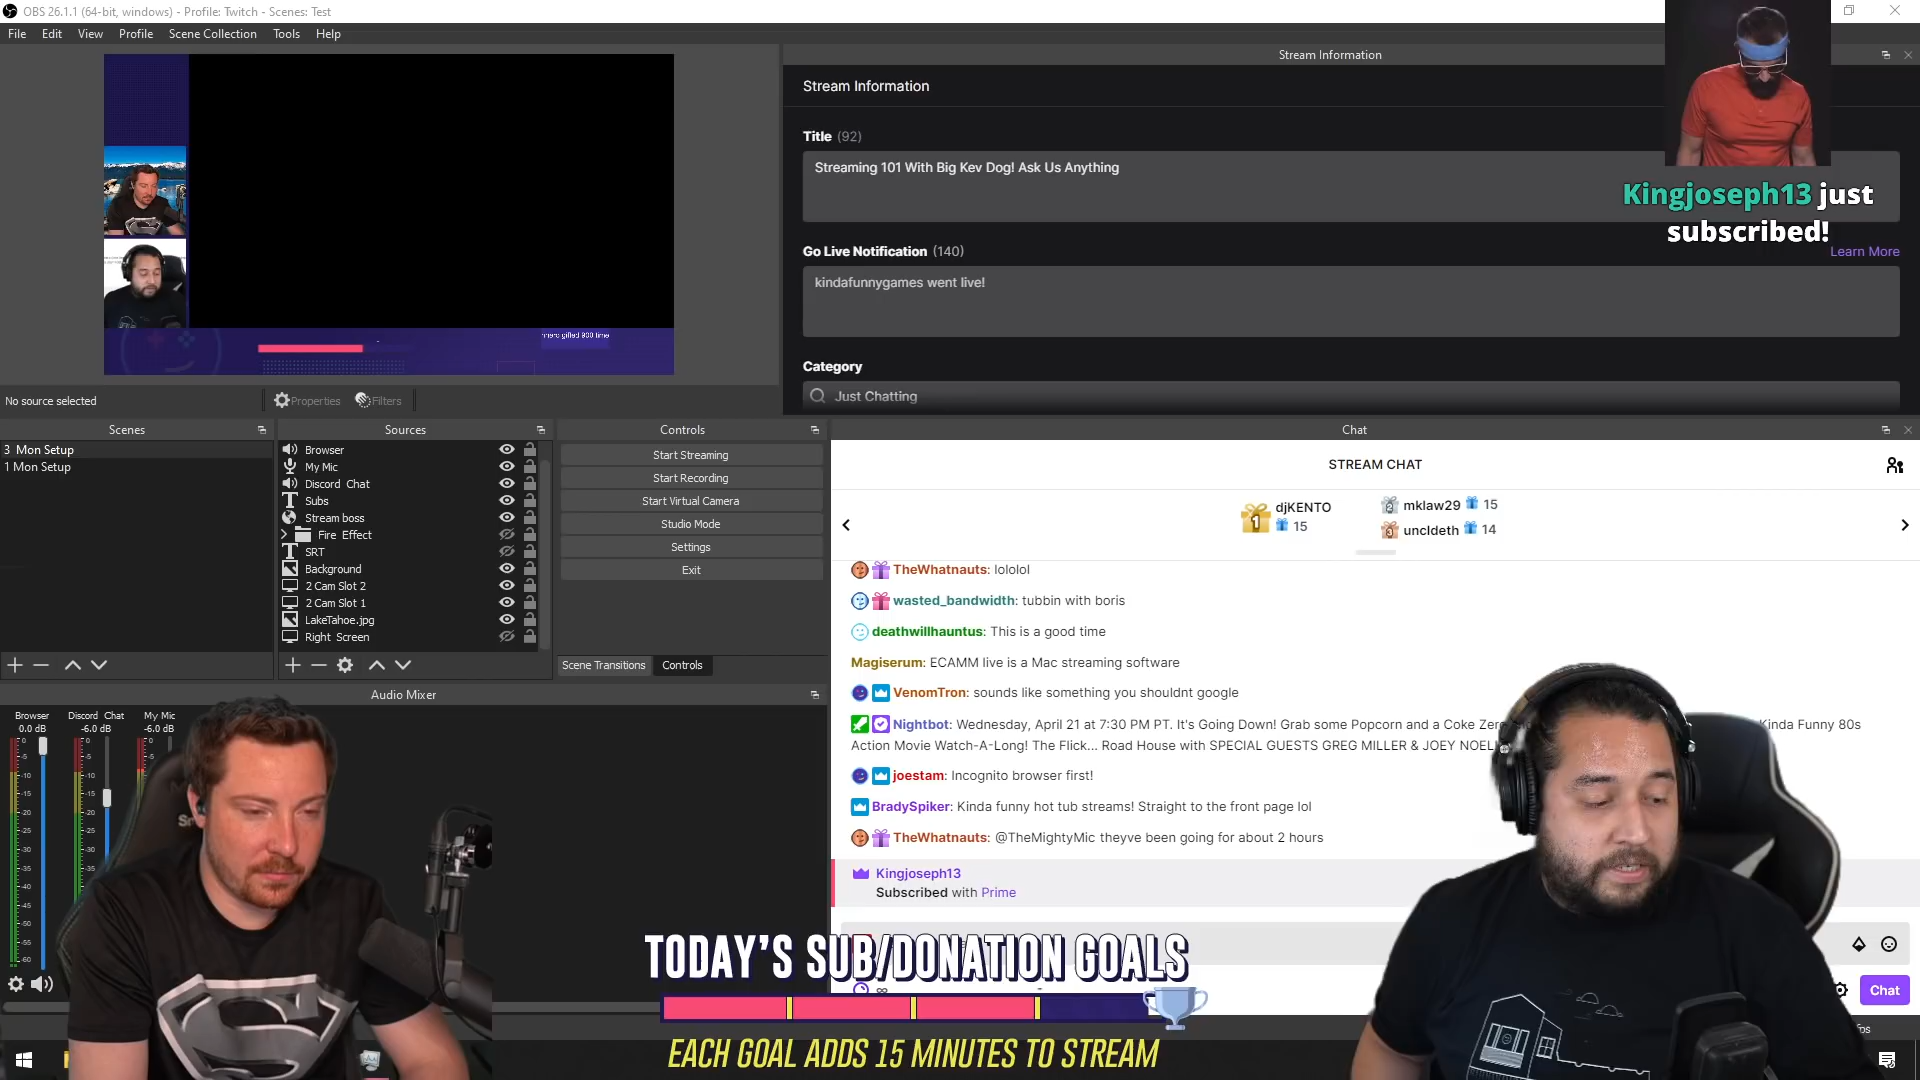 OBS 26.1.1 (64-bit, windows) - Profile: Twitch - Scenes: Test
File Edit View Profile Scene Collection Tools Help
Stream Information
Stream Information
Title (92)
Streaming 101 With Big Kev Dog! Ask Us Anything
Kingjoseph13 just
subscribed!
Go Live Notification (140)
Learn More
kindafunnygames went live!
Category
Just Chatting
gifted 900 time
No source selected
Properties
Filters
Scenes
3 Mon Setup
1 Mon Setup
Sources
Browser
My Mic
Discord Chat
Subs
Stream boss
Fire Effect
SRT
Background
2 Cam Slot 2
2 Cam Slot 1
LakeTahoe.jpg
Right Screen
Controls
Start Streaming
Start Recording
Start Virtual Camera
Studio Mode
Settings
Exit
Scene Transitions
Controls
Audio Mixer
Browser
0.0 dB
Discord Chat
-6.0 dB
My Mic
-6.0 dB
Chat
STREAM CHAT
1 djKENTO
15
2 mklaw29 15
3 uncldeth 14
TheWhatnauts: lololol
wasted_bandwidth: tubbin with boris
deathwillhauntus: This is a good time
Magiserum: ECAMM live is a Mac streaming software
VenomTron: sounds like something you shouldnt google
Nightbot: Wednesday, April 21 at 7:30 PM PT. It's Going Down! Grab some Popcorn and a Coke Zero Kinda Funny 80s
Action Movie Watch-A-Long! The Flick... Road House with SPECIAL GUESTS GREG MILLER & JOEY NOEL
joestam: Incognito browser first!
BradySpiker: Kinda funny hot tub streams! Straight to the front page lol
TheWhatnauts: @TheMightyMic theyve been going for about 2 hours
Kingjoseph13
Subscribed with Prime
Chat
TODAY'S SUB/DONATION GOALS
EACH GOAL ADDS 15 MINUTES TO STREAM